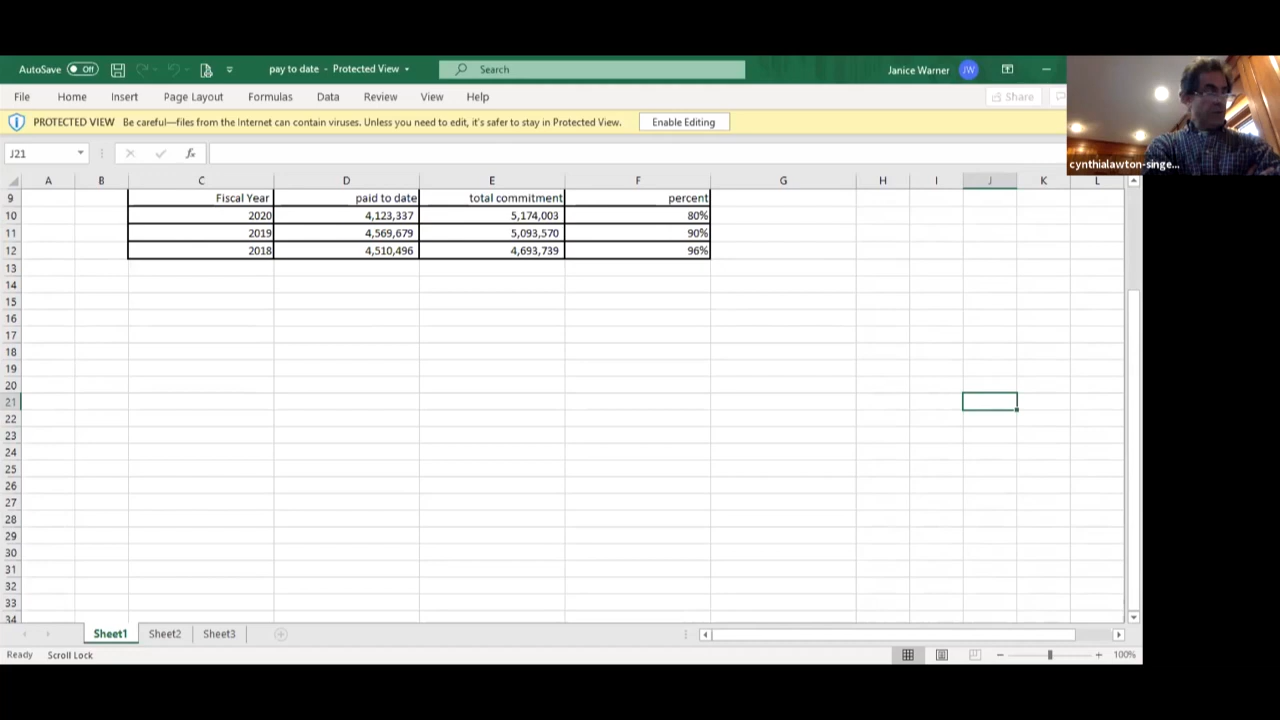 AutoSave Off pay to date - Protected View Search Janice Warner JW
File Home Insert Page Layout Formulas Data Review View Help Share
PROTECTED VIEW Be careful—files from the Internet can contain viruses. Unless you need to edit, it's safer to stay in Protected View. Enable Editing
cynthialawton-singe...
J21 fx
A B C D E F G H I J K L
9 Fiscal Year paid to date total commitment percent
10 2020 4,123,337 5,174,003 80%
11 2019 4,569,679 5,093,570 90%
12 2018 4,510,496 4,693,739 96%
13
14
15
16
17
18
19
20
21
22
23
24
25
26
27
28
29
30
31
32
33
34
Sheet1 Sheet2 Sheet3
Ready Scroll Lock 100%